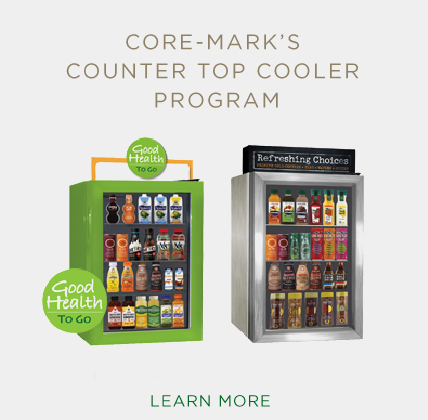 CORE-MARK'S
COUNTER TOP COOLER
PROGRAM
Good
Health
TO GO
Refreshing Choices
Good
Health
TO GO
LEARN MORE